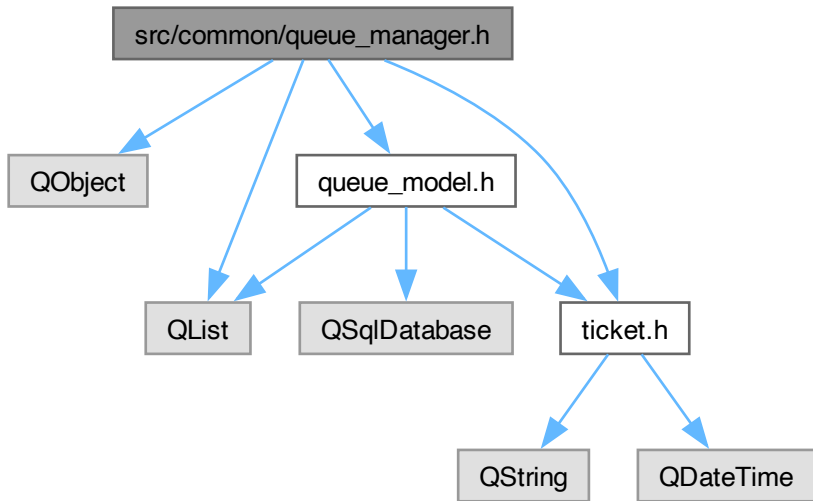 src/common/queue_manager.h
QObject
queue_model.h
QList
QSqlDatabase
ticket.h
QString
QDateTime